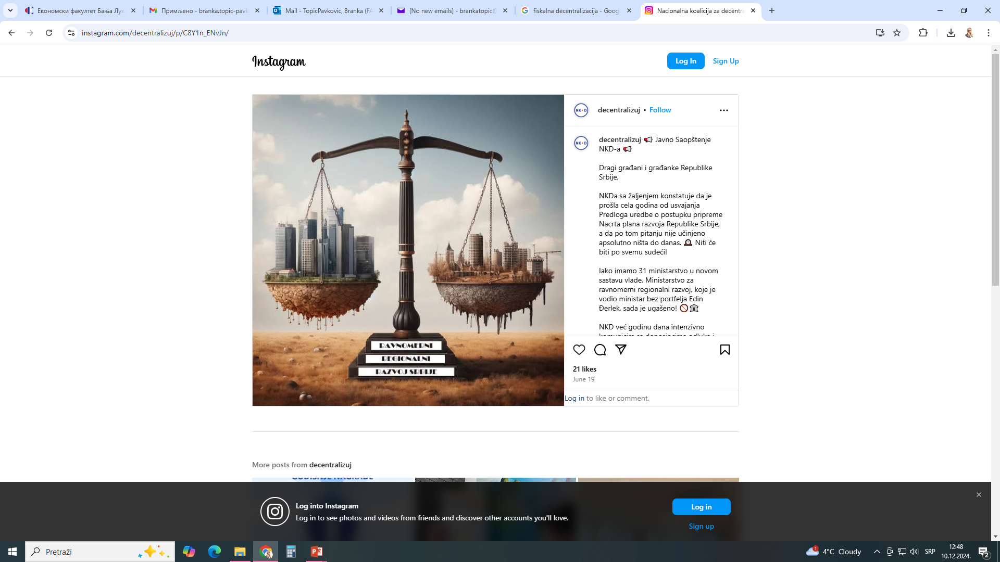 Економски факултет Бања Лук
Примљено - branka.topic-pavk
Mail - TopicPavkovic, Branka (FA
(No new emails) - brankatopic@
fiskalna decentralizacija - Googl
Nacionalna koalicija za decentra
instagram.com/decentralizuj/p/C8Y1n_ENvJn/
Instagram
Log In
Sign Up
RAVNOMERNI
REGIONALNI
RAZVOJ SRBIJE
NK•D
decentralizuj • Follow
NK•D
decentralizuj 📢 Javno Saopštenje
NKD-a 📢
Dragi građani i građanke Republike
Srbije,
NKDa sa žaljenjem konstatuje da je
prošla cela godina od usvajanja
Predloga uredbe o postupku pripreme
Nacrta plana razvoja Republike Srbije,
a da po tom pitanju nije učinjeno
apsolutno ništa do danas. 🕰️ Niti će
biti po svemu sudeći!
Iako imamo 31 ministarstvo u novom
sastavu vlade, Ministarstvo za
ravnomerni regionalni razvoj, koje je
vodio ministar bez portfelja Edin
Đerlek, sada je ugašeno! 🚫🏛️
NKD već godinu dana intenzivno
21 likes
June 19
Log in to like or comment.
More posts from decentralizuj
GODIŠNJE NAGRADE
Log into Instagram
Log in to see photos and videos from friends and discover other accounts you'll love.
Log in
Sign up
Pretraži
1
4°C Cloudy
SRP
12:48
10.12.2024.
2